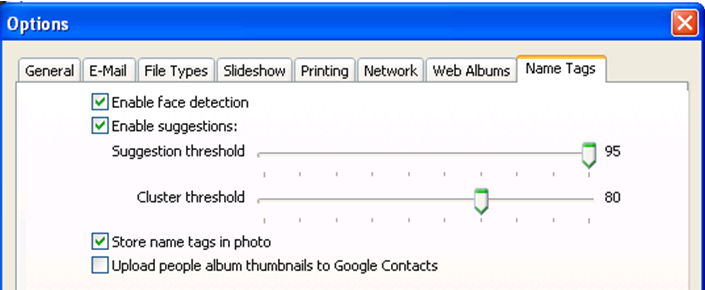 Options
General E-Mail File Types Slideshow Printing Network Web Albums Name Tags
Enable face detection
Enable suggestions:
Suggestion threshold 95
Cluster threshold 80
Store name tags in photo
Upload people album thumbnails to Google Contacts